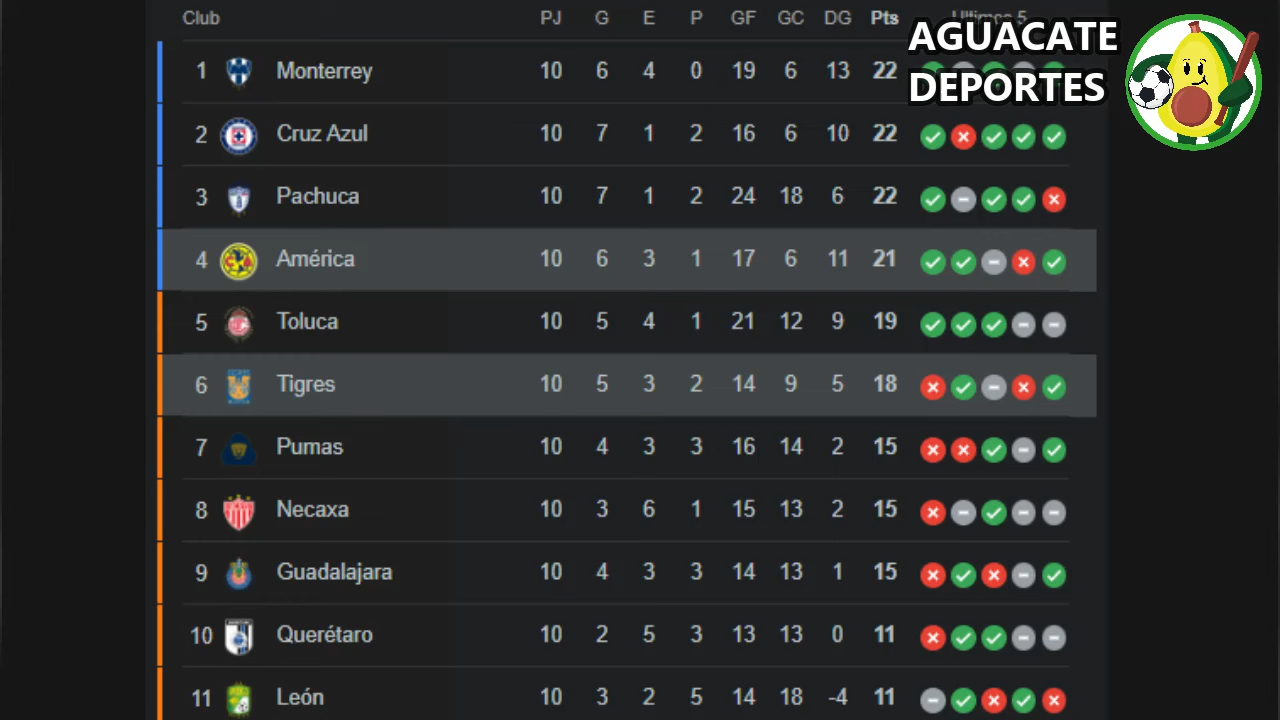 Club PJ G E P GF GC DG Pts Últimos 5
AGUACATE
DEPORTES
1 Monterrey 10 6 4 0 19 6 13 22
2 Cruz Azul 10 7 1 2 16 6 10 22
3 Pachuca 10 7 1 2 24 18 6 22
4 América 10 6 3 1 17 6 11 21
5 Toluca 10 5 4 1 21 12 9 19
6 Tigres 10 5 3 2 14 9 5 18
7 Pumas 10 4 3 3 16 14 2 15
8 Necaxa 10 3 6 1 15 13 2 15
9 Guadalajara 10 4 3 3 14 13 1 15
10 Querétaro 10 2 5 3 13 13 0 11
11 León 10 3 2 5 14 18 -4 11